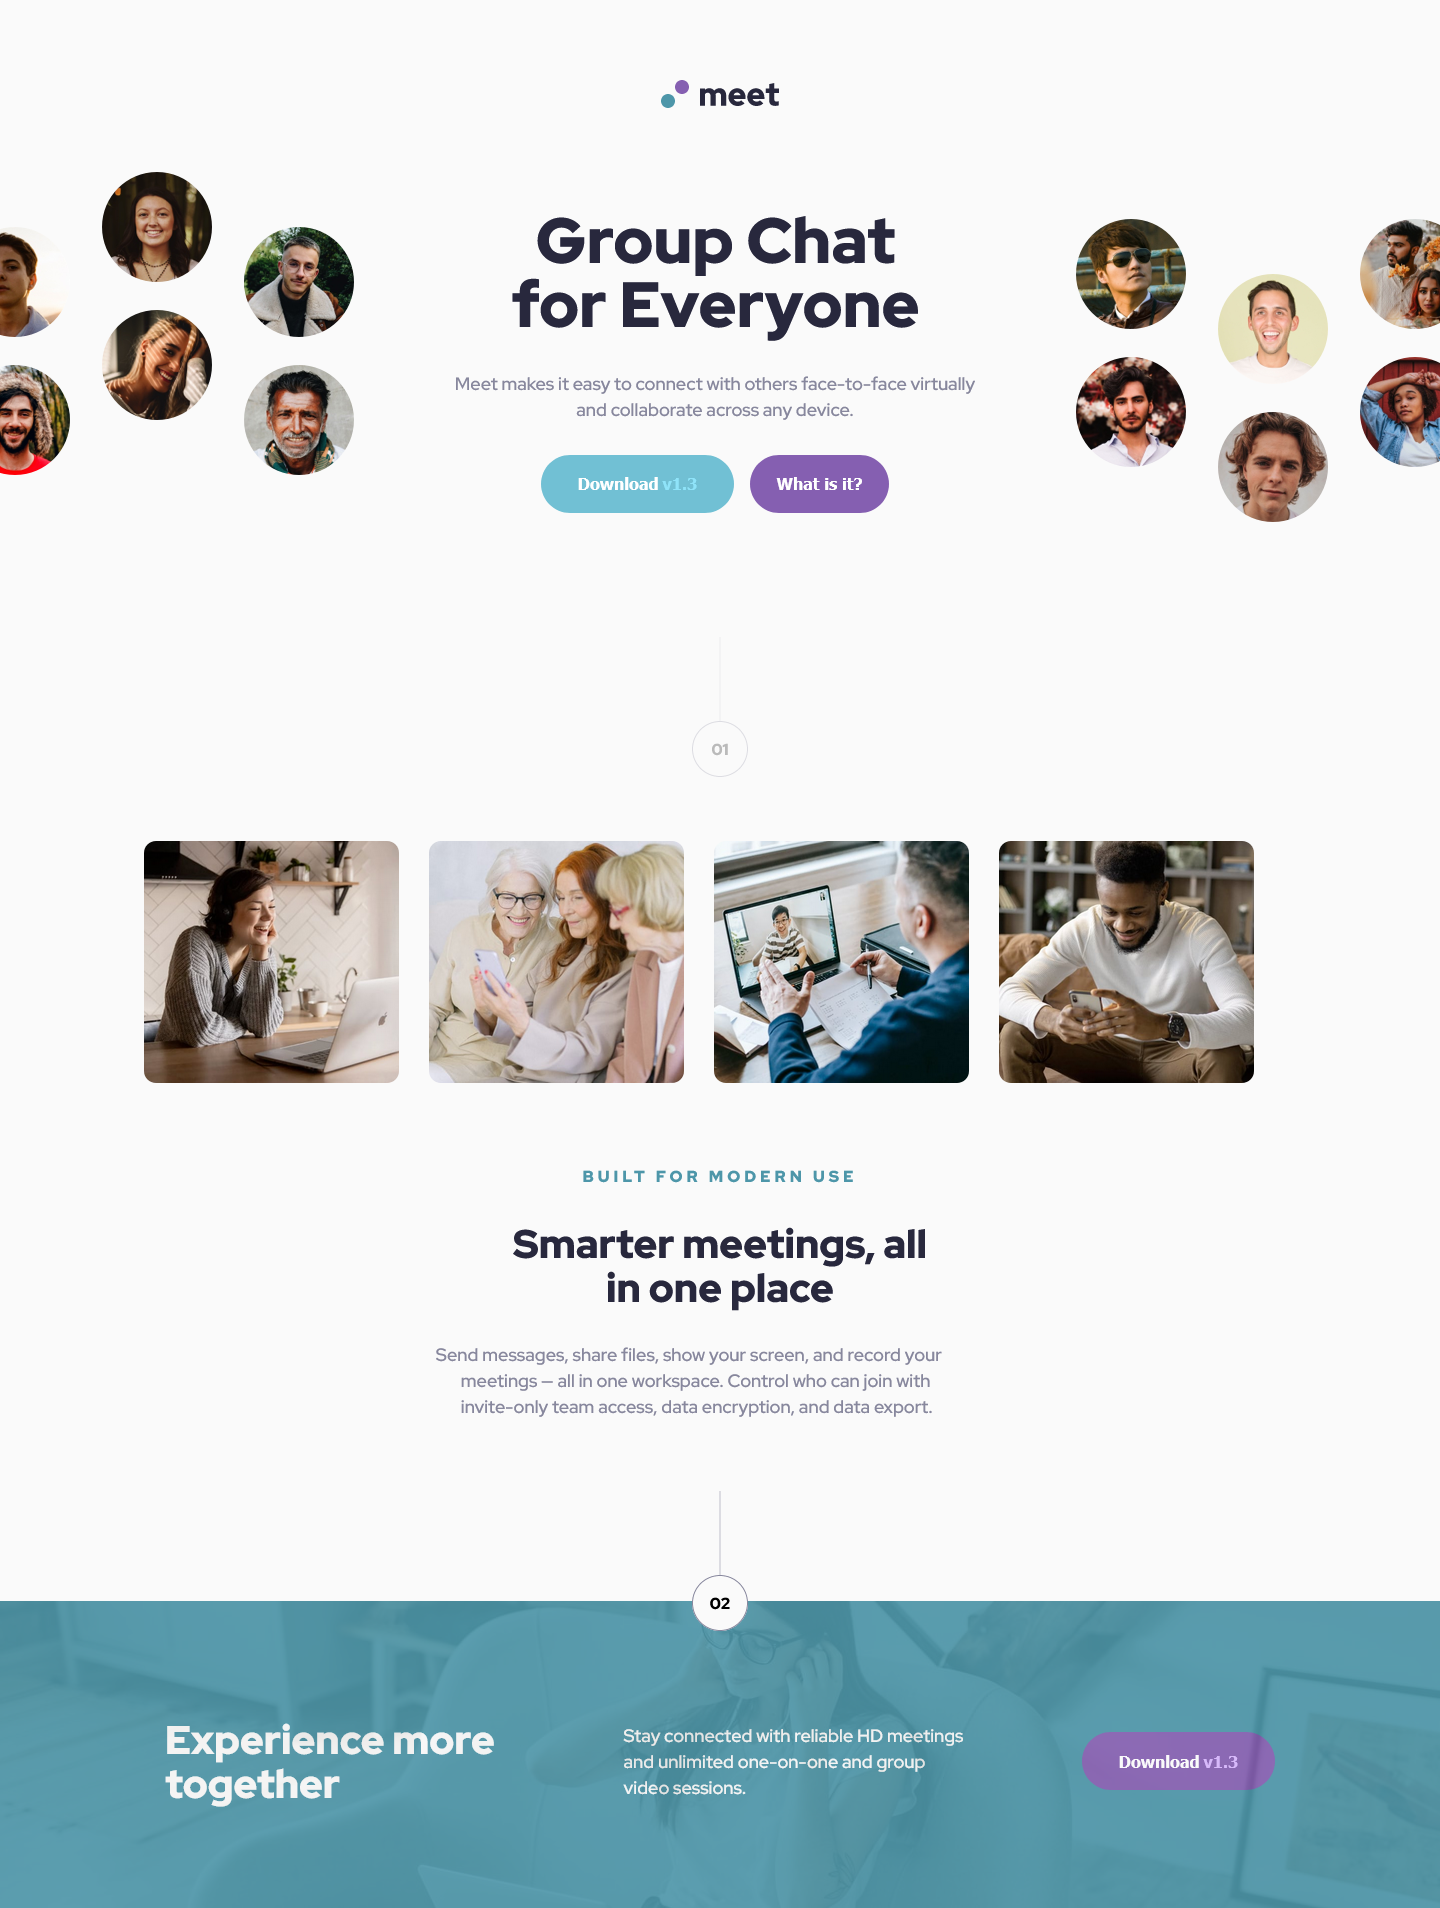 meet
Group Chat
for Everyone
Meet makes it easy to connect with others face-to-face virtually
and collaborate across any device.
Download v1.3
What is it?
01
BUILT FOR MODERN USE
Smarter meetings, all
in one place
Send messages, share files, show your screen, and record your
meetings — all in one workspace. Control who can join with
invite-only team access, data encryption, and data export.
02
Experience more
together
Stay connected with reliable HD meetings
and unlimited one-on-one and group
video sessions.
Download v1.3